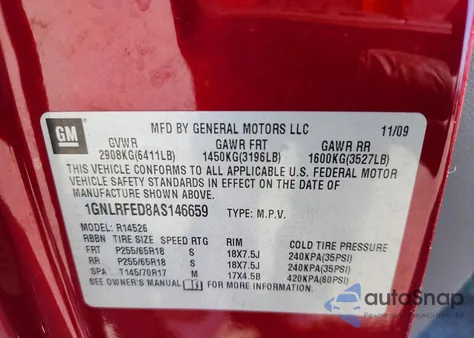 GM
MFD BY GENERAL MOTORS LLC 11/09
GVWR GAWR FRT GAWR RR
2908KG(6411LB) 1450KG(3196LB) 1600KG(3527LB)
THIS VEHICLE CONFORMS TO ALL APPLICABLE U.S. FEDERAL MOTOR
VEHICLE SAFETY STANDARDS IN EFFECT ON THE DATE OF
MANUFACTURE SHOWN ABOVE.
1GNLRFED8AS146659 TYPE: M.P.V.
MODEL: R14526
RBBN TIRE SIZE SPEED RTG RIM COLD TIRE PRESSURE
FRT P255/65R18 S 18X7.5J 240KPA(35PSI)
RR P255/65R18 S 18X7.5J 240KPA(35PSI)
SPA T145/70R17 M 17X4.5B 420KPA(60PSI)
SEE OWNER'S MANUAL FOR MORE INFORMATION
autoSnap